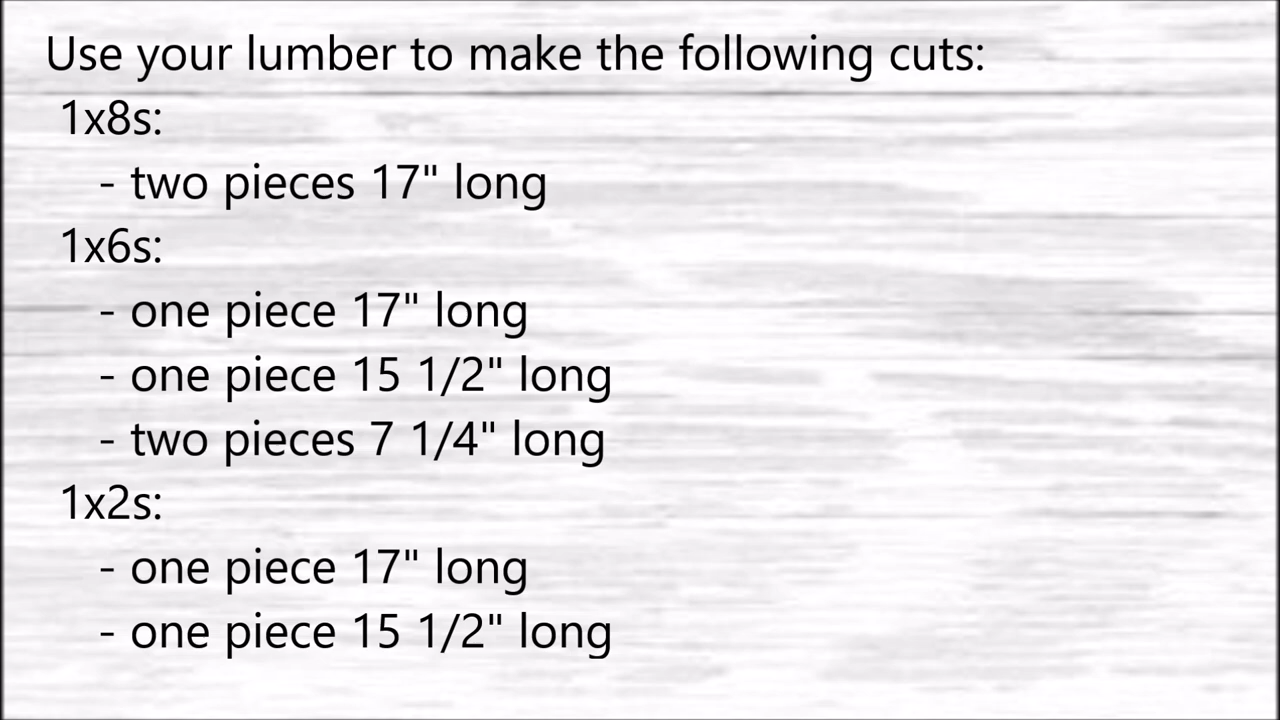 Use your lumber to make the following cuts:
1x8s:
- two pieces 17" long
1x6s:
- one piece 17" long
- one piece 15 1/2" long
- two pieces 7 1/4" long
1x2s:
- one piece 17" long
- one piece 15 1/2" long